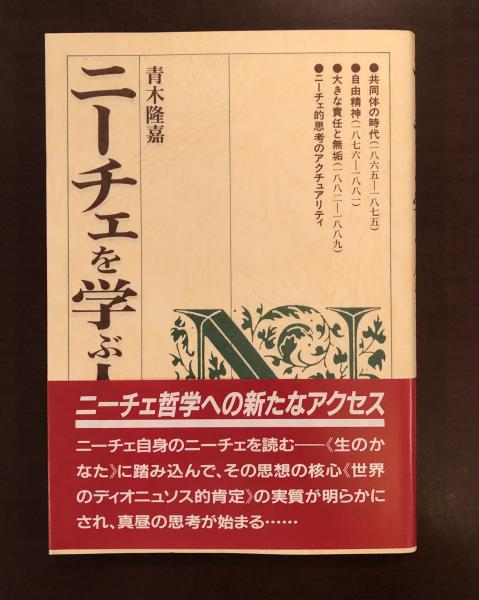 ●共同体の時代(一八六五―一八七五)
●自由精神(一八七六―一八八一)
●大きな責任と無垢(一八八二―一八八九)
●ニーチェ的思考のアクチュアリティ
青木隆嘉
ニーチェを学ぶ人
N
ニーチェ哲学への新たなアクセス
ニーチェ自身のニーチェを読む――《生のか
なた》に踏み込んで、その思想の核心《世界
のディオニュソス的肯定》の実質が明らかに
され、真昼の思考が始まる……